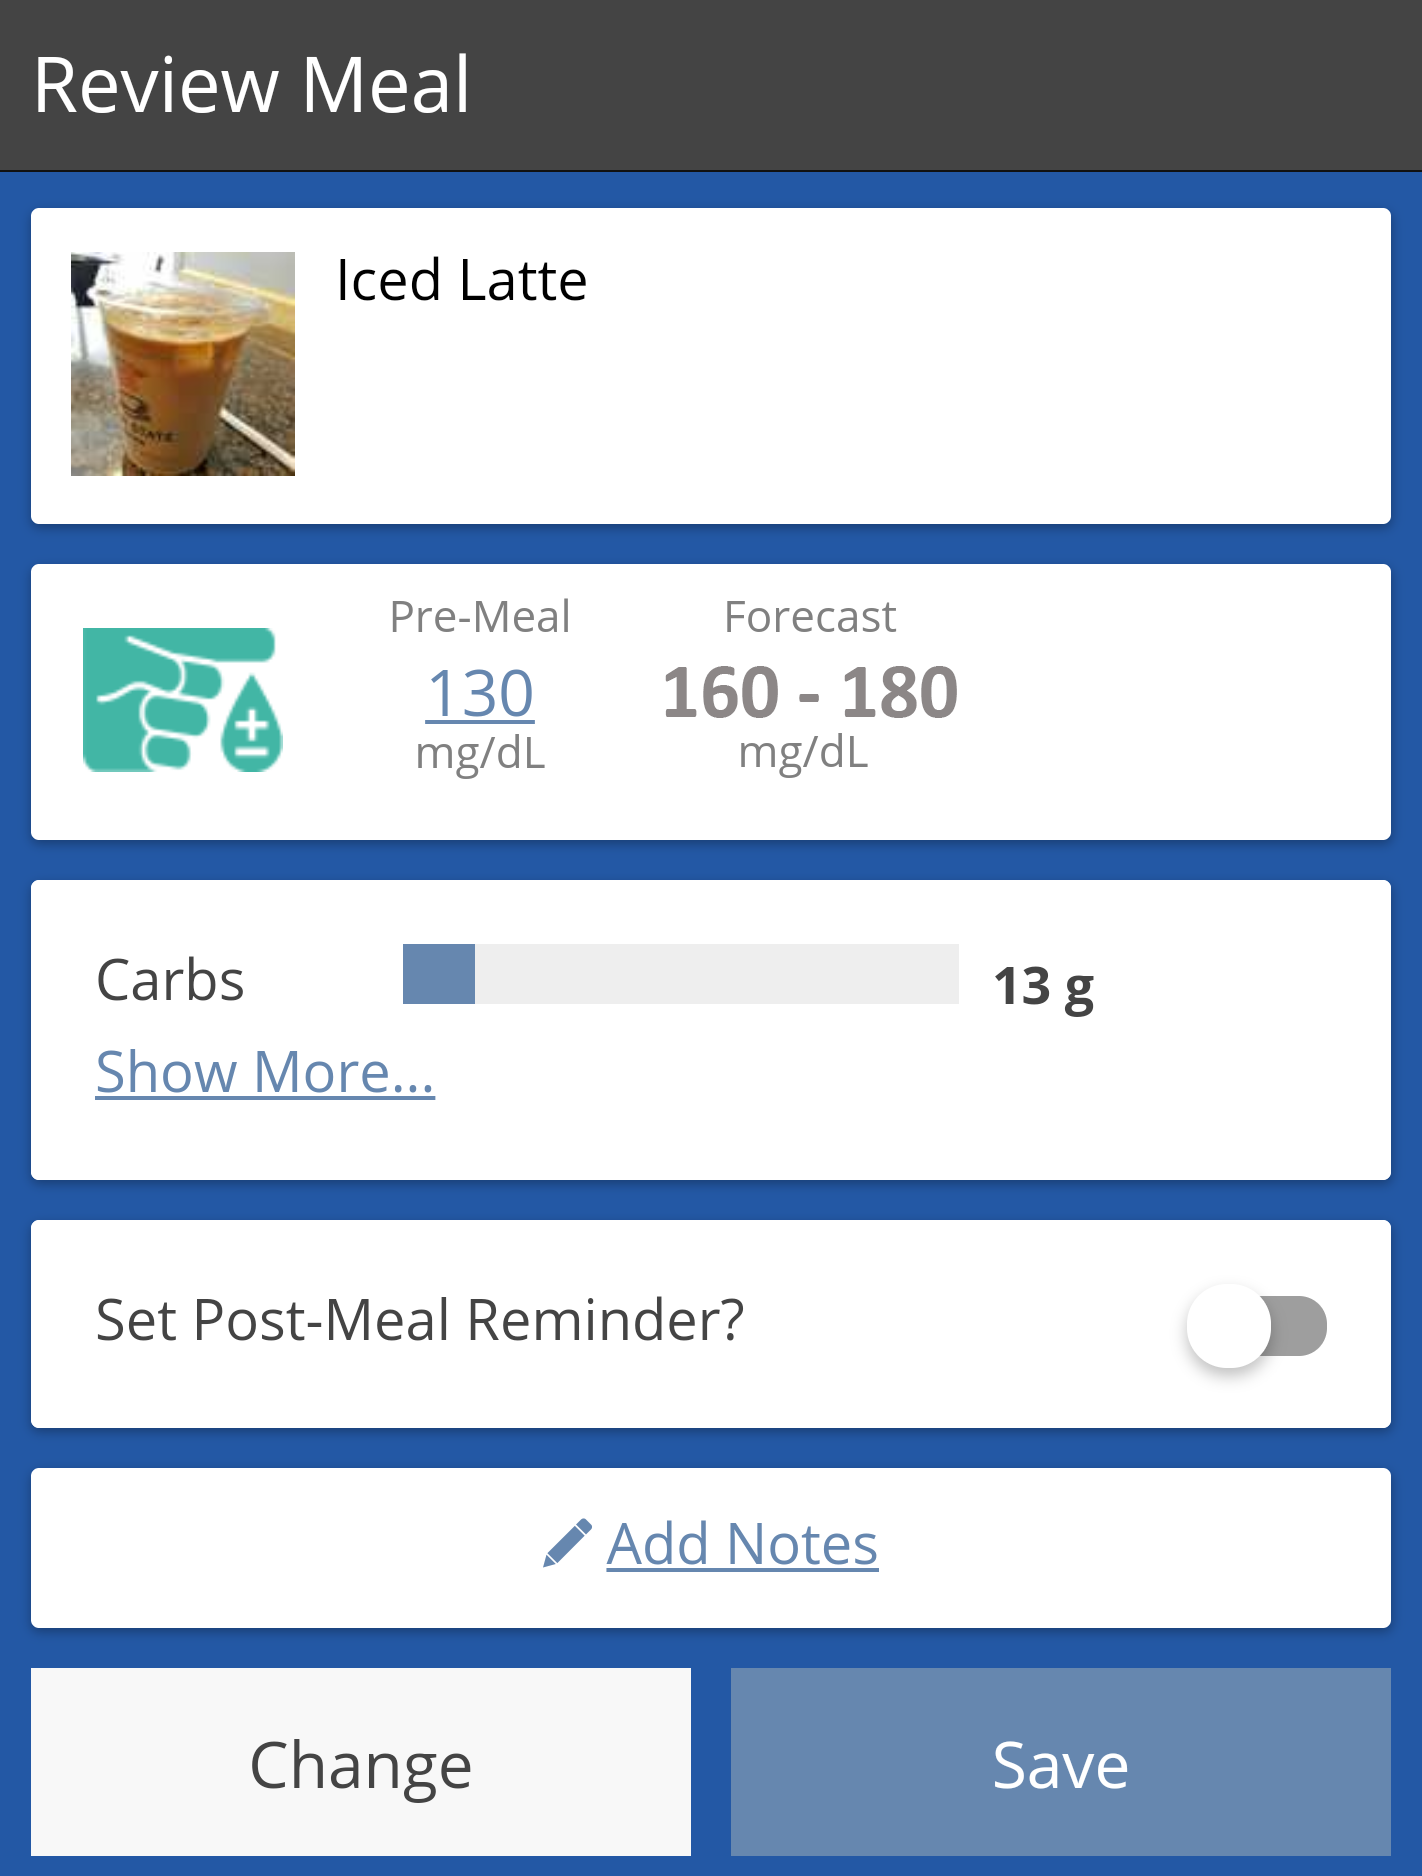 Review Meal
Iced Latte
Pre-Meal
Forecast
130
160 - 180
mg/dL
mg/dL
Carbs
13 g
Show More...
Set Post-Meal Reminder?
Add Notes
Change
Save